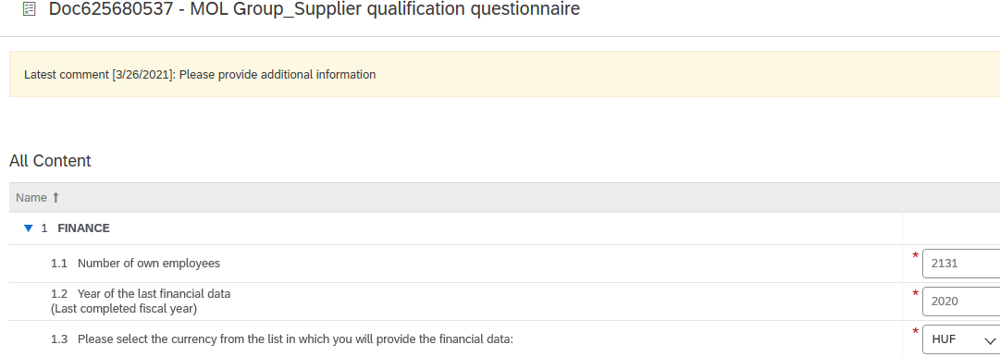 Doc625680537 - MOL Group_Supplier qualification questionnaire
Latest comment [3/26/2021]: Please provide additional information
All Content
Name ↑
▼ 1 FINANCE
1.1 Number of own employees
* 2131
1.2 Year of the last financial data
(Last completed fiscal year)
* 2020
1.3 Please select the currency from the list in which you will provide the financial data:
* HUF